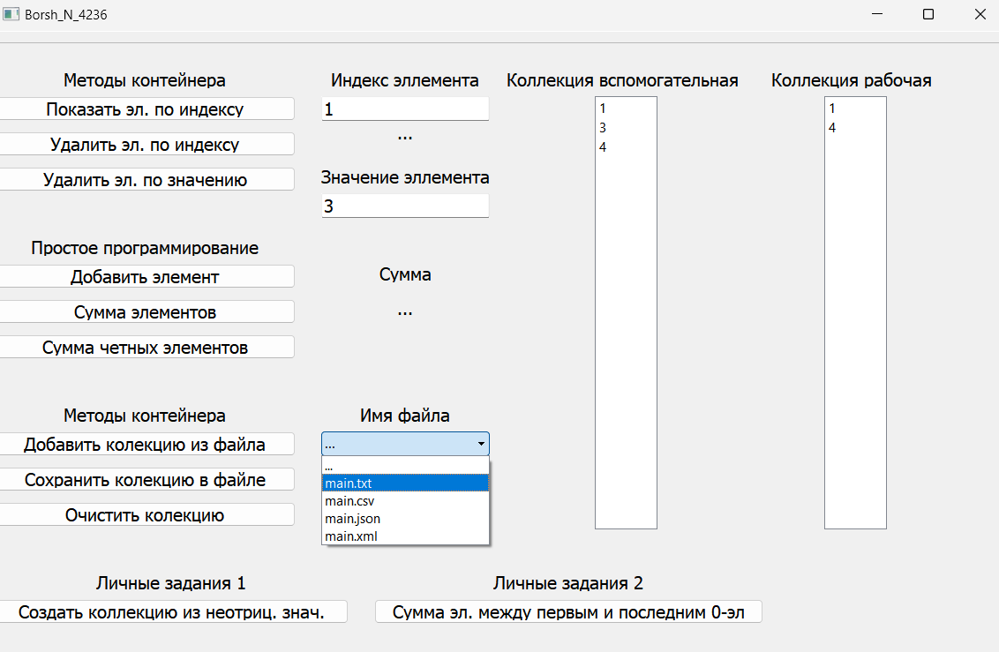 Borsh_N_4236
Методы контейнера
Показать эл. по индексу
Удалить эл. по индексу
Удалить эл. по значению
Индекс эллемента
1
...
Значение эллемента
3
Коллекция вспомогательная
1
3
4
Коллекция рабочая
1
4
Простое программирование
Добавить элемент
Сумма элементов
Сумма четных элементов
Сумма
...
Методы контейнера
Добавить колекцию из файла
Сохранить колекцию в файле
Очистить колекцию
Имя файла
...
...
main.txt
main.csv
main.json
main.xml
Личные задания 1
Создать коллекцию из неотриц. знач.
Личные задания 2
Сумма эл. между первым и последним 0-эл